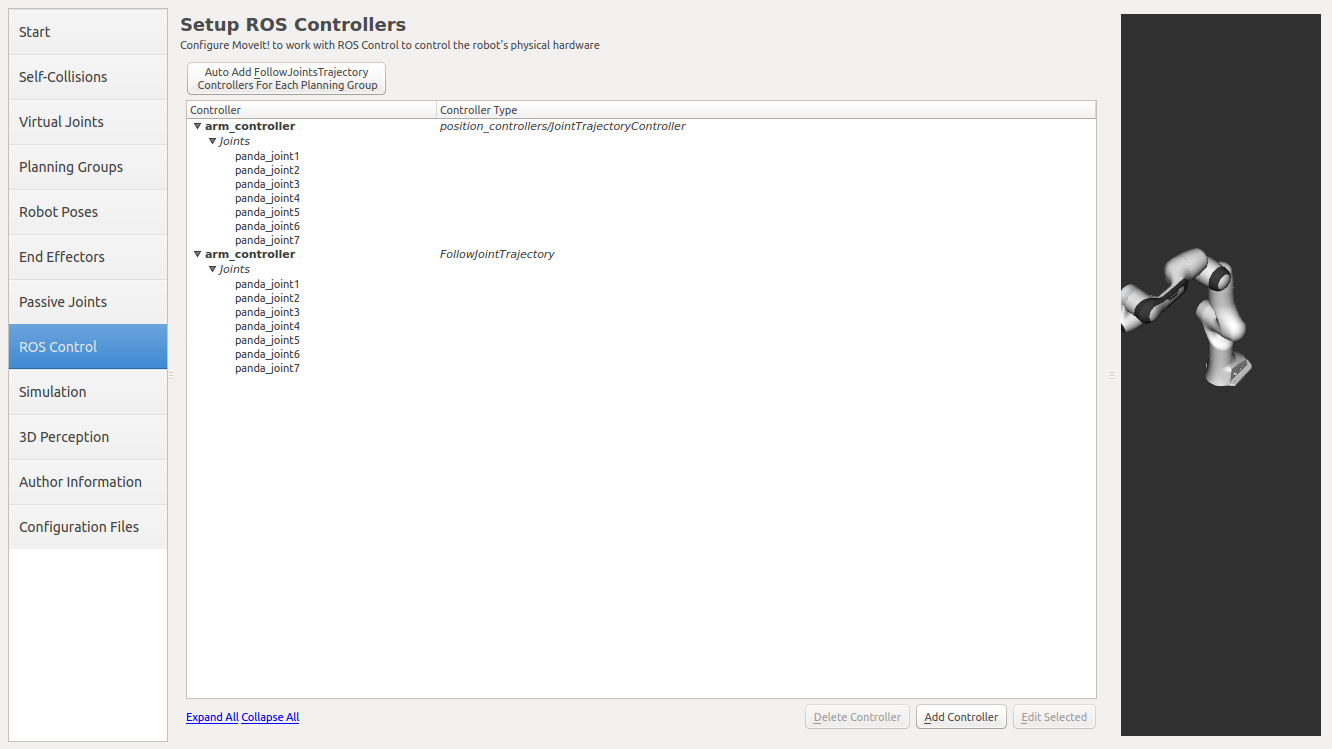 Start
Self-Collisions
Virtual Joints
Planning Groups
Robot Poses
End Effectors
Passive Joints
ROS Control
Simulation
3D Perception
Author Information
Configuration Files
Setup ROS Controllers
Configure MoveIt! to work with ROS Control to control the robot's physical hardware
Auto Add FollowJointsTrajectory
Controllers For Each Planning Group
Controller Controller Type
arm_controller position_controllers/JointTrajectoryController
Joints
panda_joint1
panda_joint2
panda_joint3
panda_joint4
panda_joint5
panda_joint6
panda_joint7
arm_controller FollowJointTrajectory
Joints
panda_joint1
panda_joint2
panda_joint3
panda_joint4
panda_joint5
panda_joint6
panda_joint7
Expand All Collapse All Delete Controller Add Controller Edit Selected